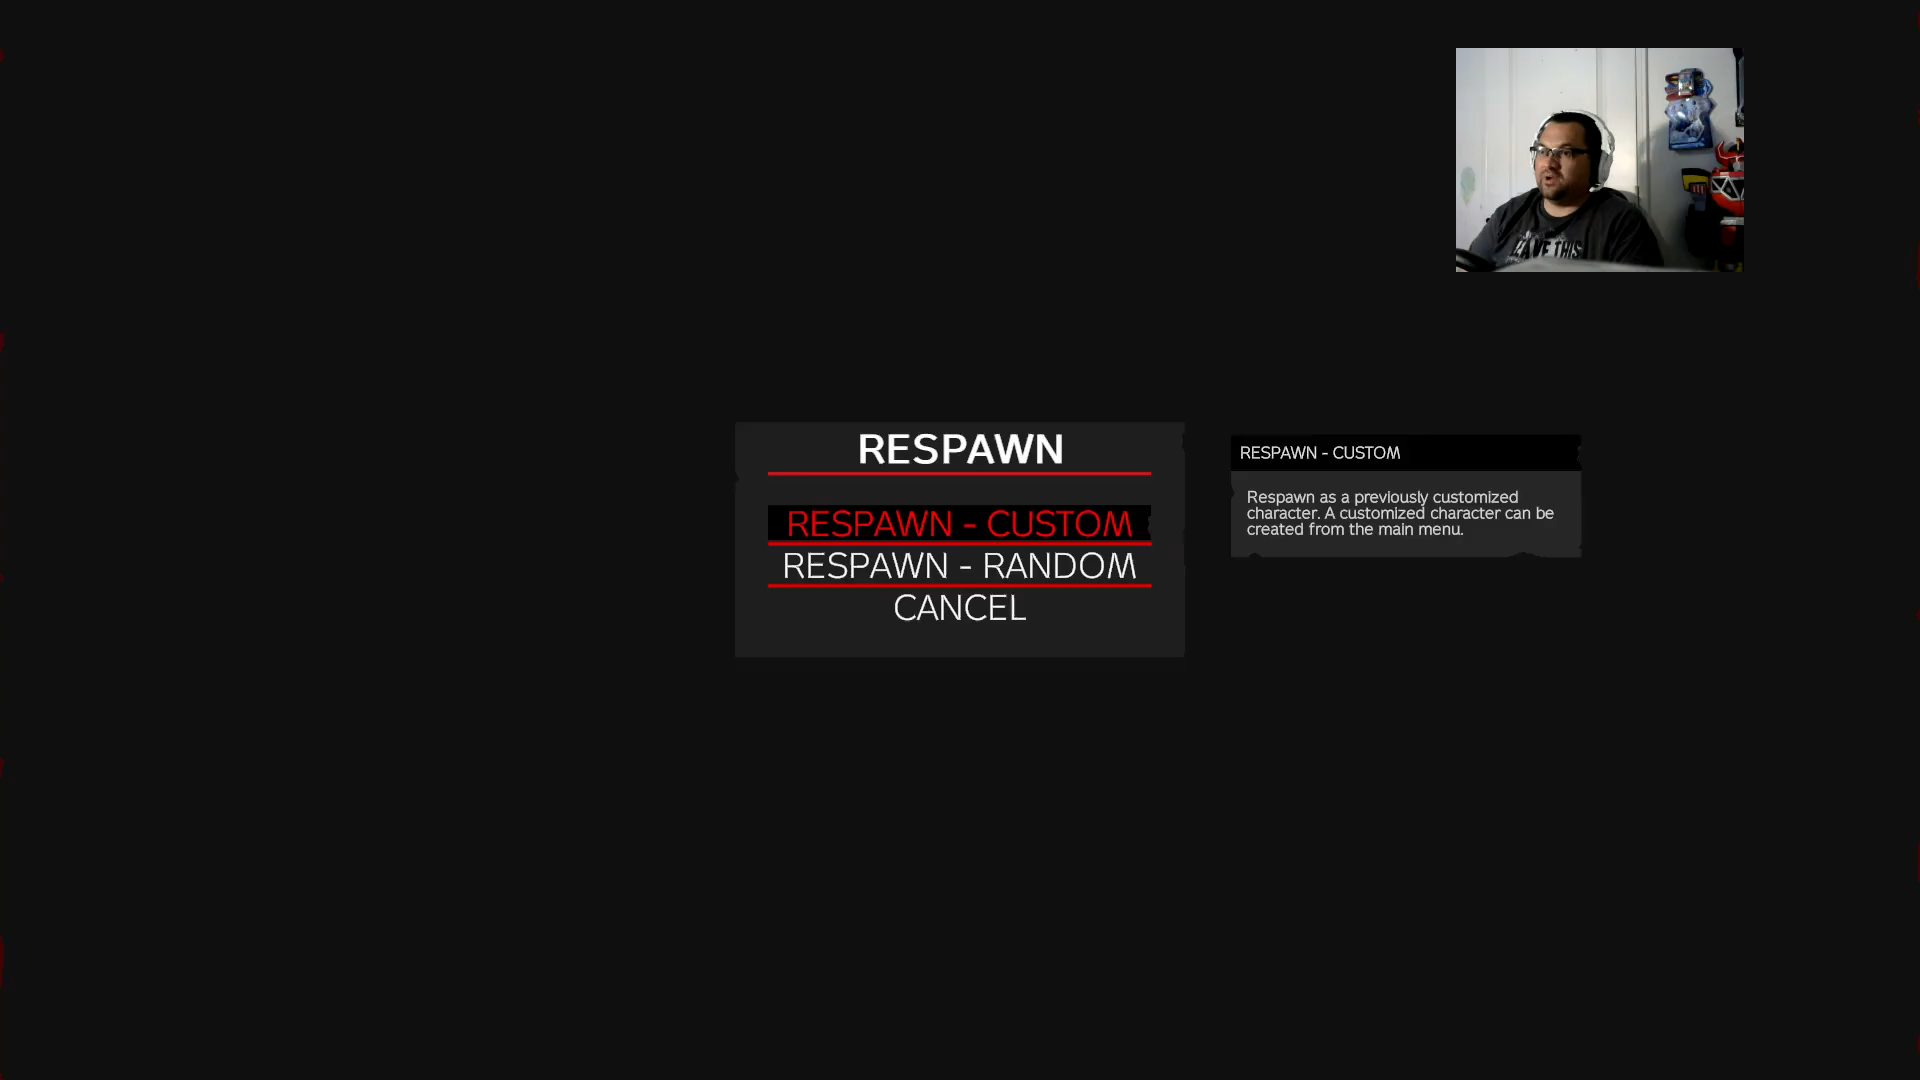 RESPAWN
RESPAWN - CUSTOM
RESPAWN - RANDOM
CANCEL
RESPAWN - CUSTOM
Respawn as a previously customized
character. A customized character can be
created from the main menu.
THIS